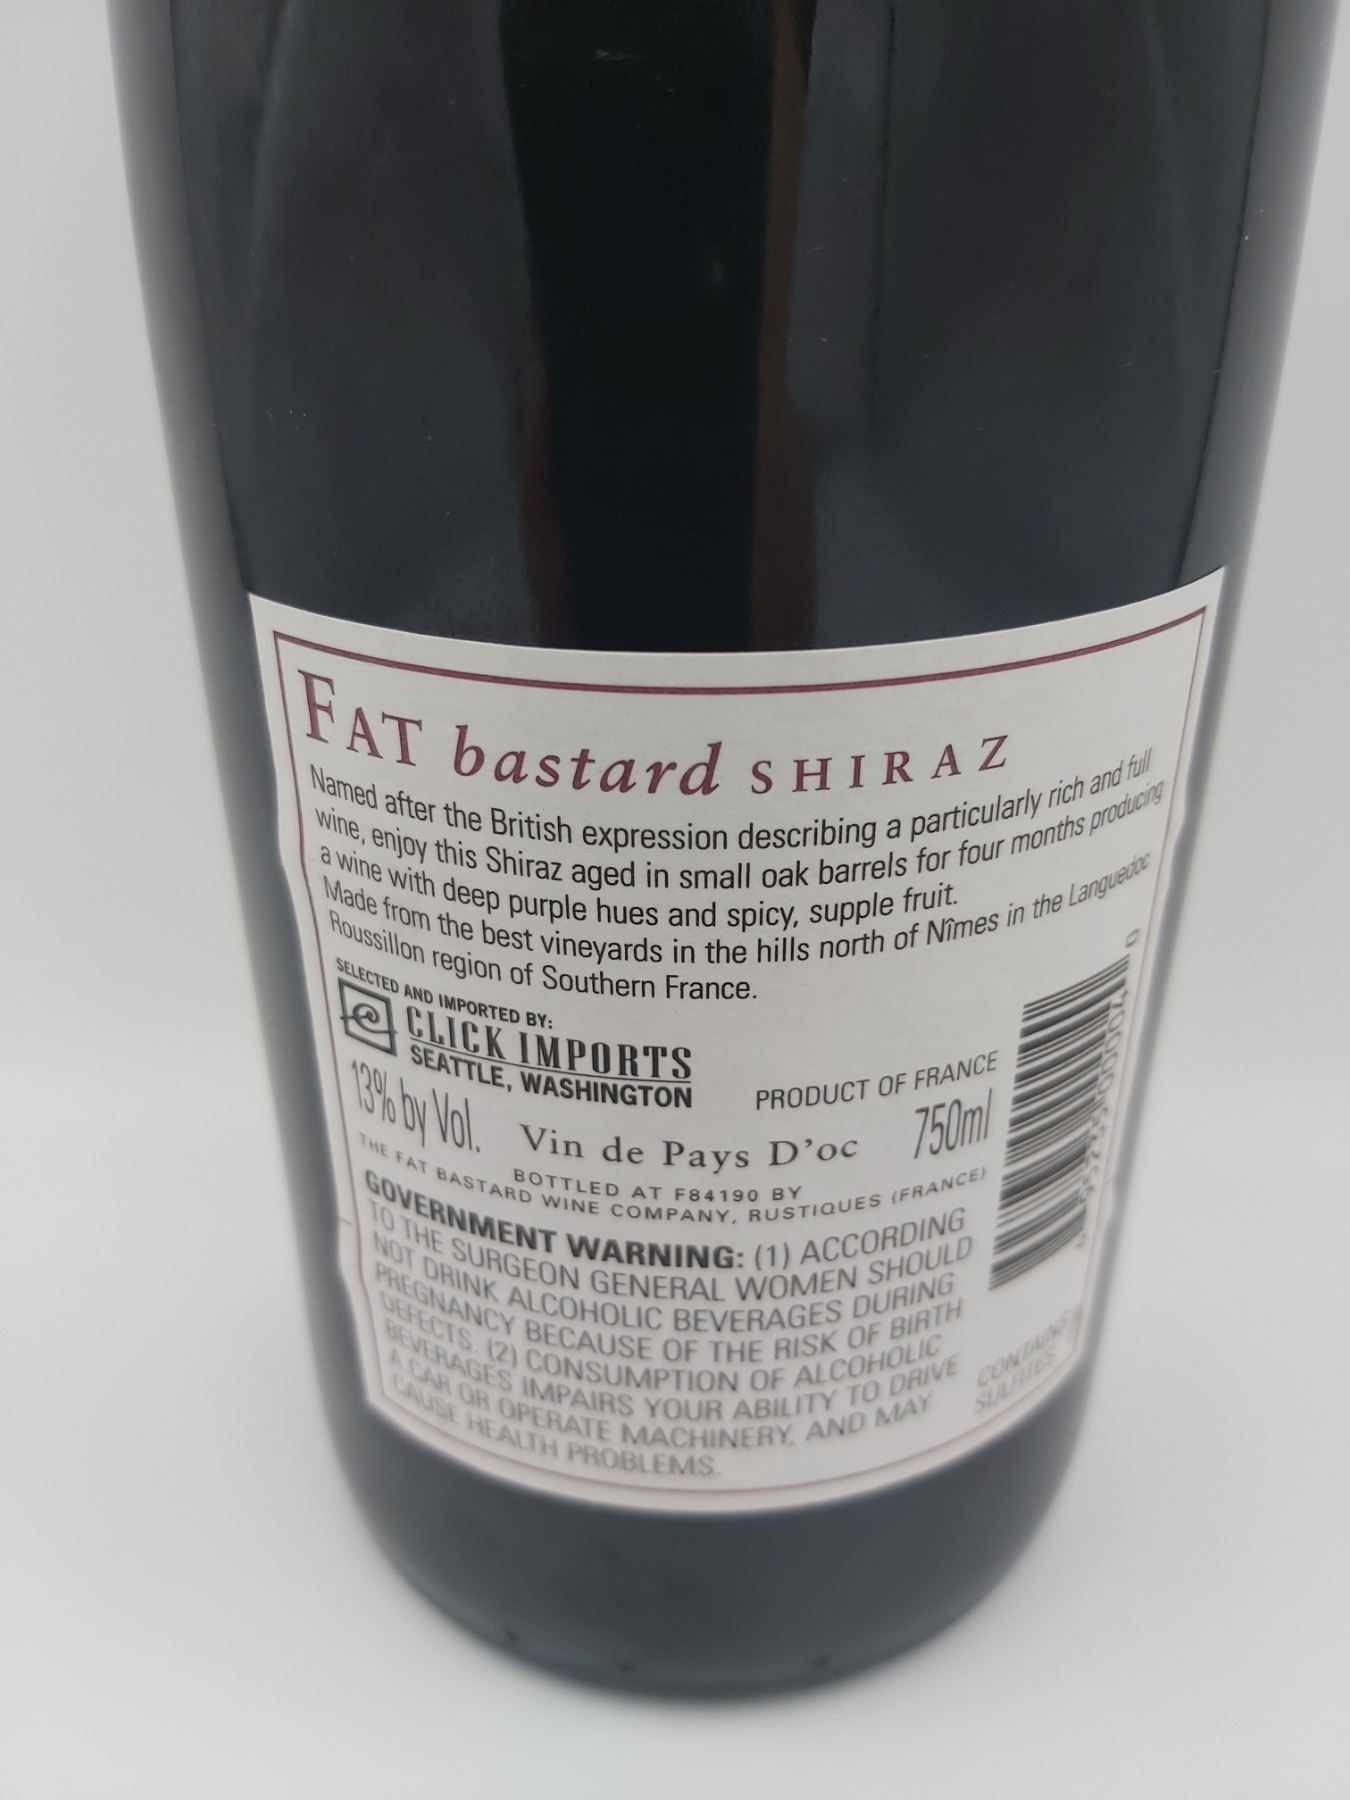 FAT bastard SHIRAZ
Named after the British expression describing a particularly rich and full
wine, enjoy this Shiraz aged in small oak barrels for four months producing
a wine with deep purple hues and spicy, supple fruit.
Made from the best vineyards in the hills north of Nîmes in the Languedoc
Roussillon region of Southern France.
SELECTED AND IMPORTED BY:
CLICK IMPORTS
SEATTLE, WASHINGTON
PRODUCT OF FRANCE
13% by Vol.
Vin de Pays D'oc
750ml
BOTTLED AT F84190 BY
THE FAT BASTARD WINE COMPANY, RUSTIQUES (FRANCE)
GOVERNMENT WARNING: (1) ACCORDING
TO THE SURGEON GENERAL WOMEN SHOULD
NOT DRINK ALCOHOLIC BEVERAGES DURING
PREGNANCY BECAUSE OF THE RISK OF BIRTH
DEFECTS. (2) CONSUMPTION OF ALCOHOLIC
BEVERAGES IMPAIRS YOUR ABILITY TO DRIVE
A CAR OR OPERATE MACHINERY, AND MAY
CAUSE HEALTH PROBLEMS.
CONTAINS
SULFITES